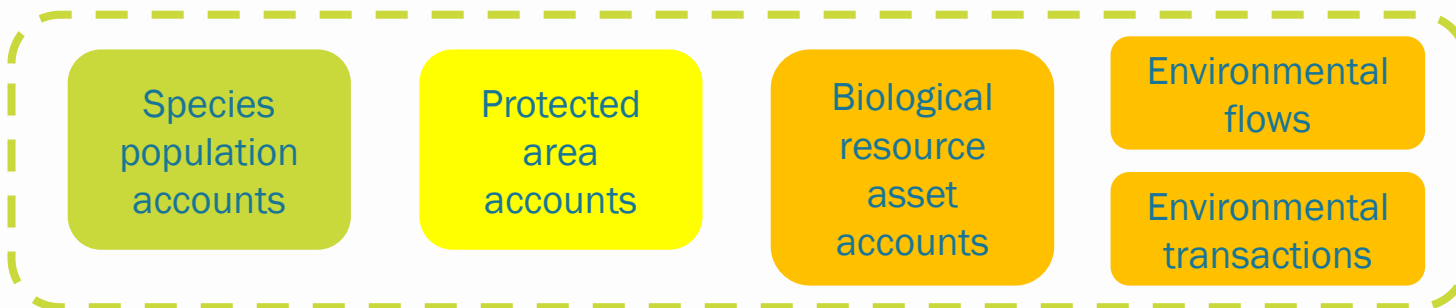 Species
population
accounts
Protected
area
accounts
Biological
resource
asset
accounts
Environmental
flows
Environmental
transactions